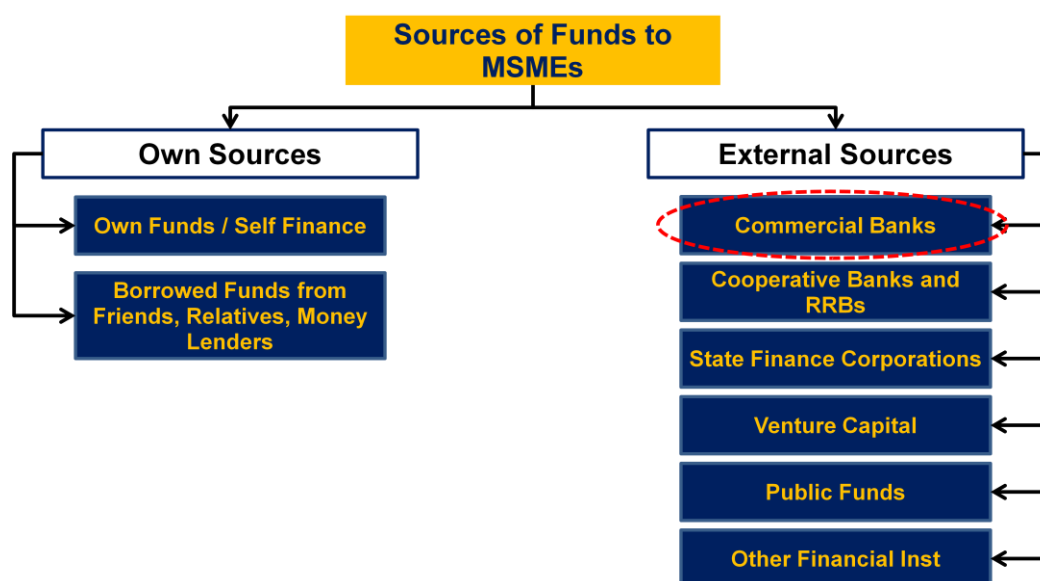 Sources of Funds to
MSMEs
Own Sources
Own Funds / Self Finance
Borrowed Funds from
Friends, Relatives, Money
Lenders
External Sources
Commercial Banks
Cooperative Banks and
RRBs
State Finance Corporations
Venture Capital
Public Funds
Other Financial Inst